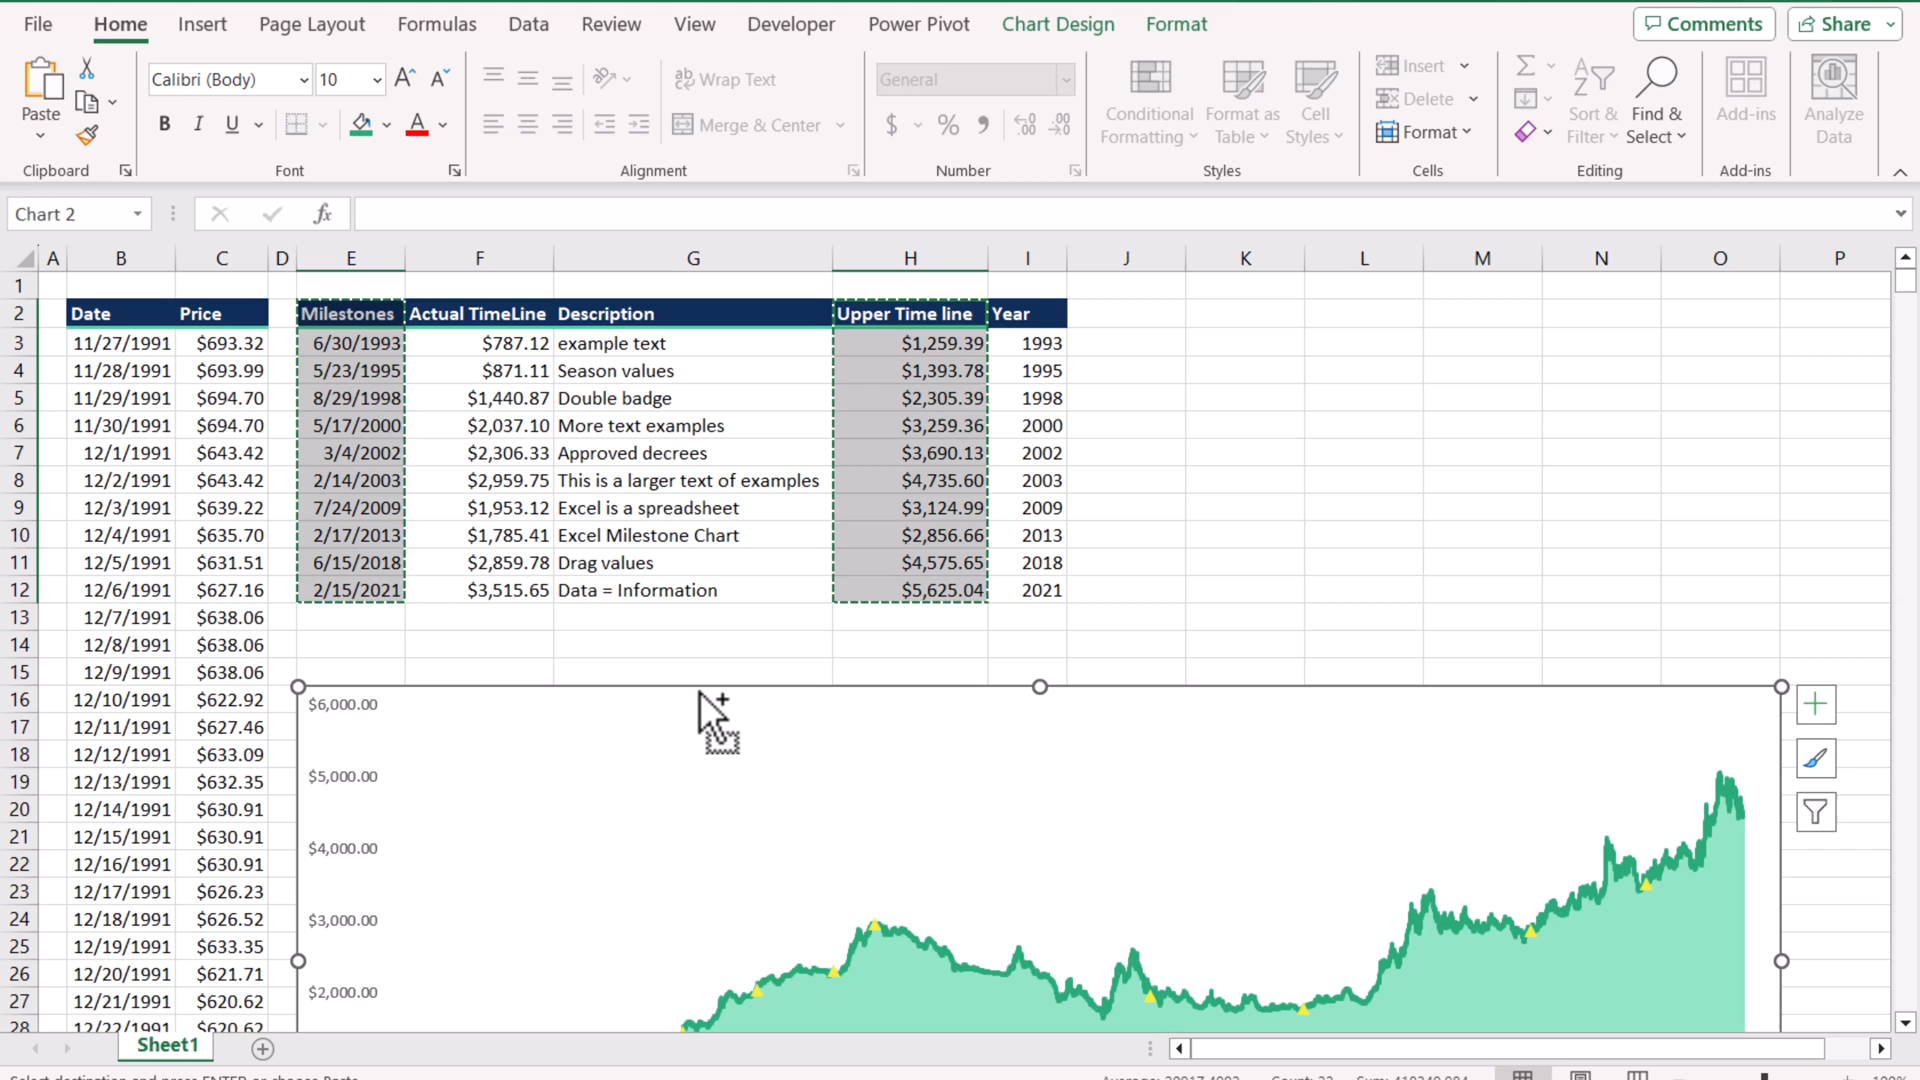 File Home Insert Page Layout Formulas Data Review View Developer Power Pivot Chart Design Format Comments Share
Paste Calibri (Body) 10 Wrap Text General Conditional Formatting Format as Table Cell Styles Insert Sort & Filter Find & Select Add-ins Analyze Data
B I U Merge & Center $ % Delete
Format
Clipboard Font Alignment Number Styles Cells Editing Add-ins
Chart 2 fx
A B C D E F G H I J K L M N O P
1
2 Date Price Milestones Actual TimeLine Description Upper Time line Year
3 11/27/1991 $693.32 6/30/1993 $787.12 example text $1,259.39 1993
4 11/28/1991 $693.99 5/23/1995 $871.11 Season values $1,393.78 1995
5 11/29/1991 $694.70 8/29/1998 $1,440.87 Double badge $2,305.39 1998
6 11/30/1991 $694.70 5/17/2000 $2,037.10 More text examples $3,259.36 2000
7 12/1/1991 $643.42 3/4/2002 $2,306.33 Approved decrees $3,690.13 2002
8 12/2/1991 $643.42 2/14/2003 $2,959.75 This is a larger text of examples $4,735.60 2003
9 12/3/1991 $639.22 7/24/2009 $1,953.12 Excel is a spreadsheet $3,124.99 2009
10 12/4/1991 $635.70 2/17/2013 $1,785.41 Excel Milestone Chart $2,856.66 2013
11 12/5/1991 $631.51 6/15/2018 $2,859.78 Drag values $4,575.65 2018
12 12/6/1991 $627.16 2/15/2021 $3,515.65 Data = Information $5,625.04 2021
13 12/7/1991 $638.06
14 12/8/1991 $638.06
15 12/9/1991 $638.06
16 12/10/1991 $622.92 $6,000.00
17 12/11/1991 $627.46
18 12/12/1991 $633.09
19 12/13/1991 $632.35 $5,000.00
20 12/14/1991 $630.91
21 12/15/1991 $630.91
22 12/16/1991 $630.91 $4,000.00
23 12/17/1991 $626.23
24 12/18/1991 $626.52 $3,000.00
25 12/19/1991 $633.35
26 12/20/1991 $621.71
27 12/21/1991 $620.62 $2,000.00
28 12/22/1991 $620.62
Sheet1
Select destination and press ENTER or choose Paste